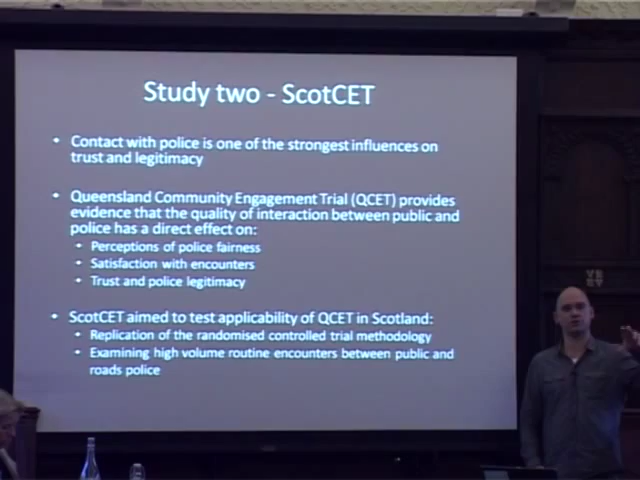 Study two - ScotCET
• Contact with police is one of the strongest influences on
trust and legitimacy
• Queensland Community Engagement Trial (QCET) provides
evidence that the quality of interaction between public and
police has a direct effect on:
• Perceptions of police fairness
• Satisfaction with encounters
• Trust and police legitimacy
• ScotCET aimed to test applicability of QCET in Scotland:
• Replication of the randomised controlled trial methodology
• Examining high volume routine encounters between public and
roads police